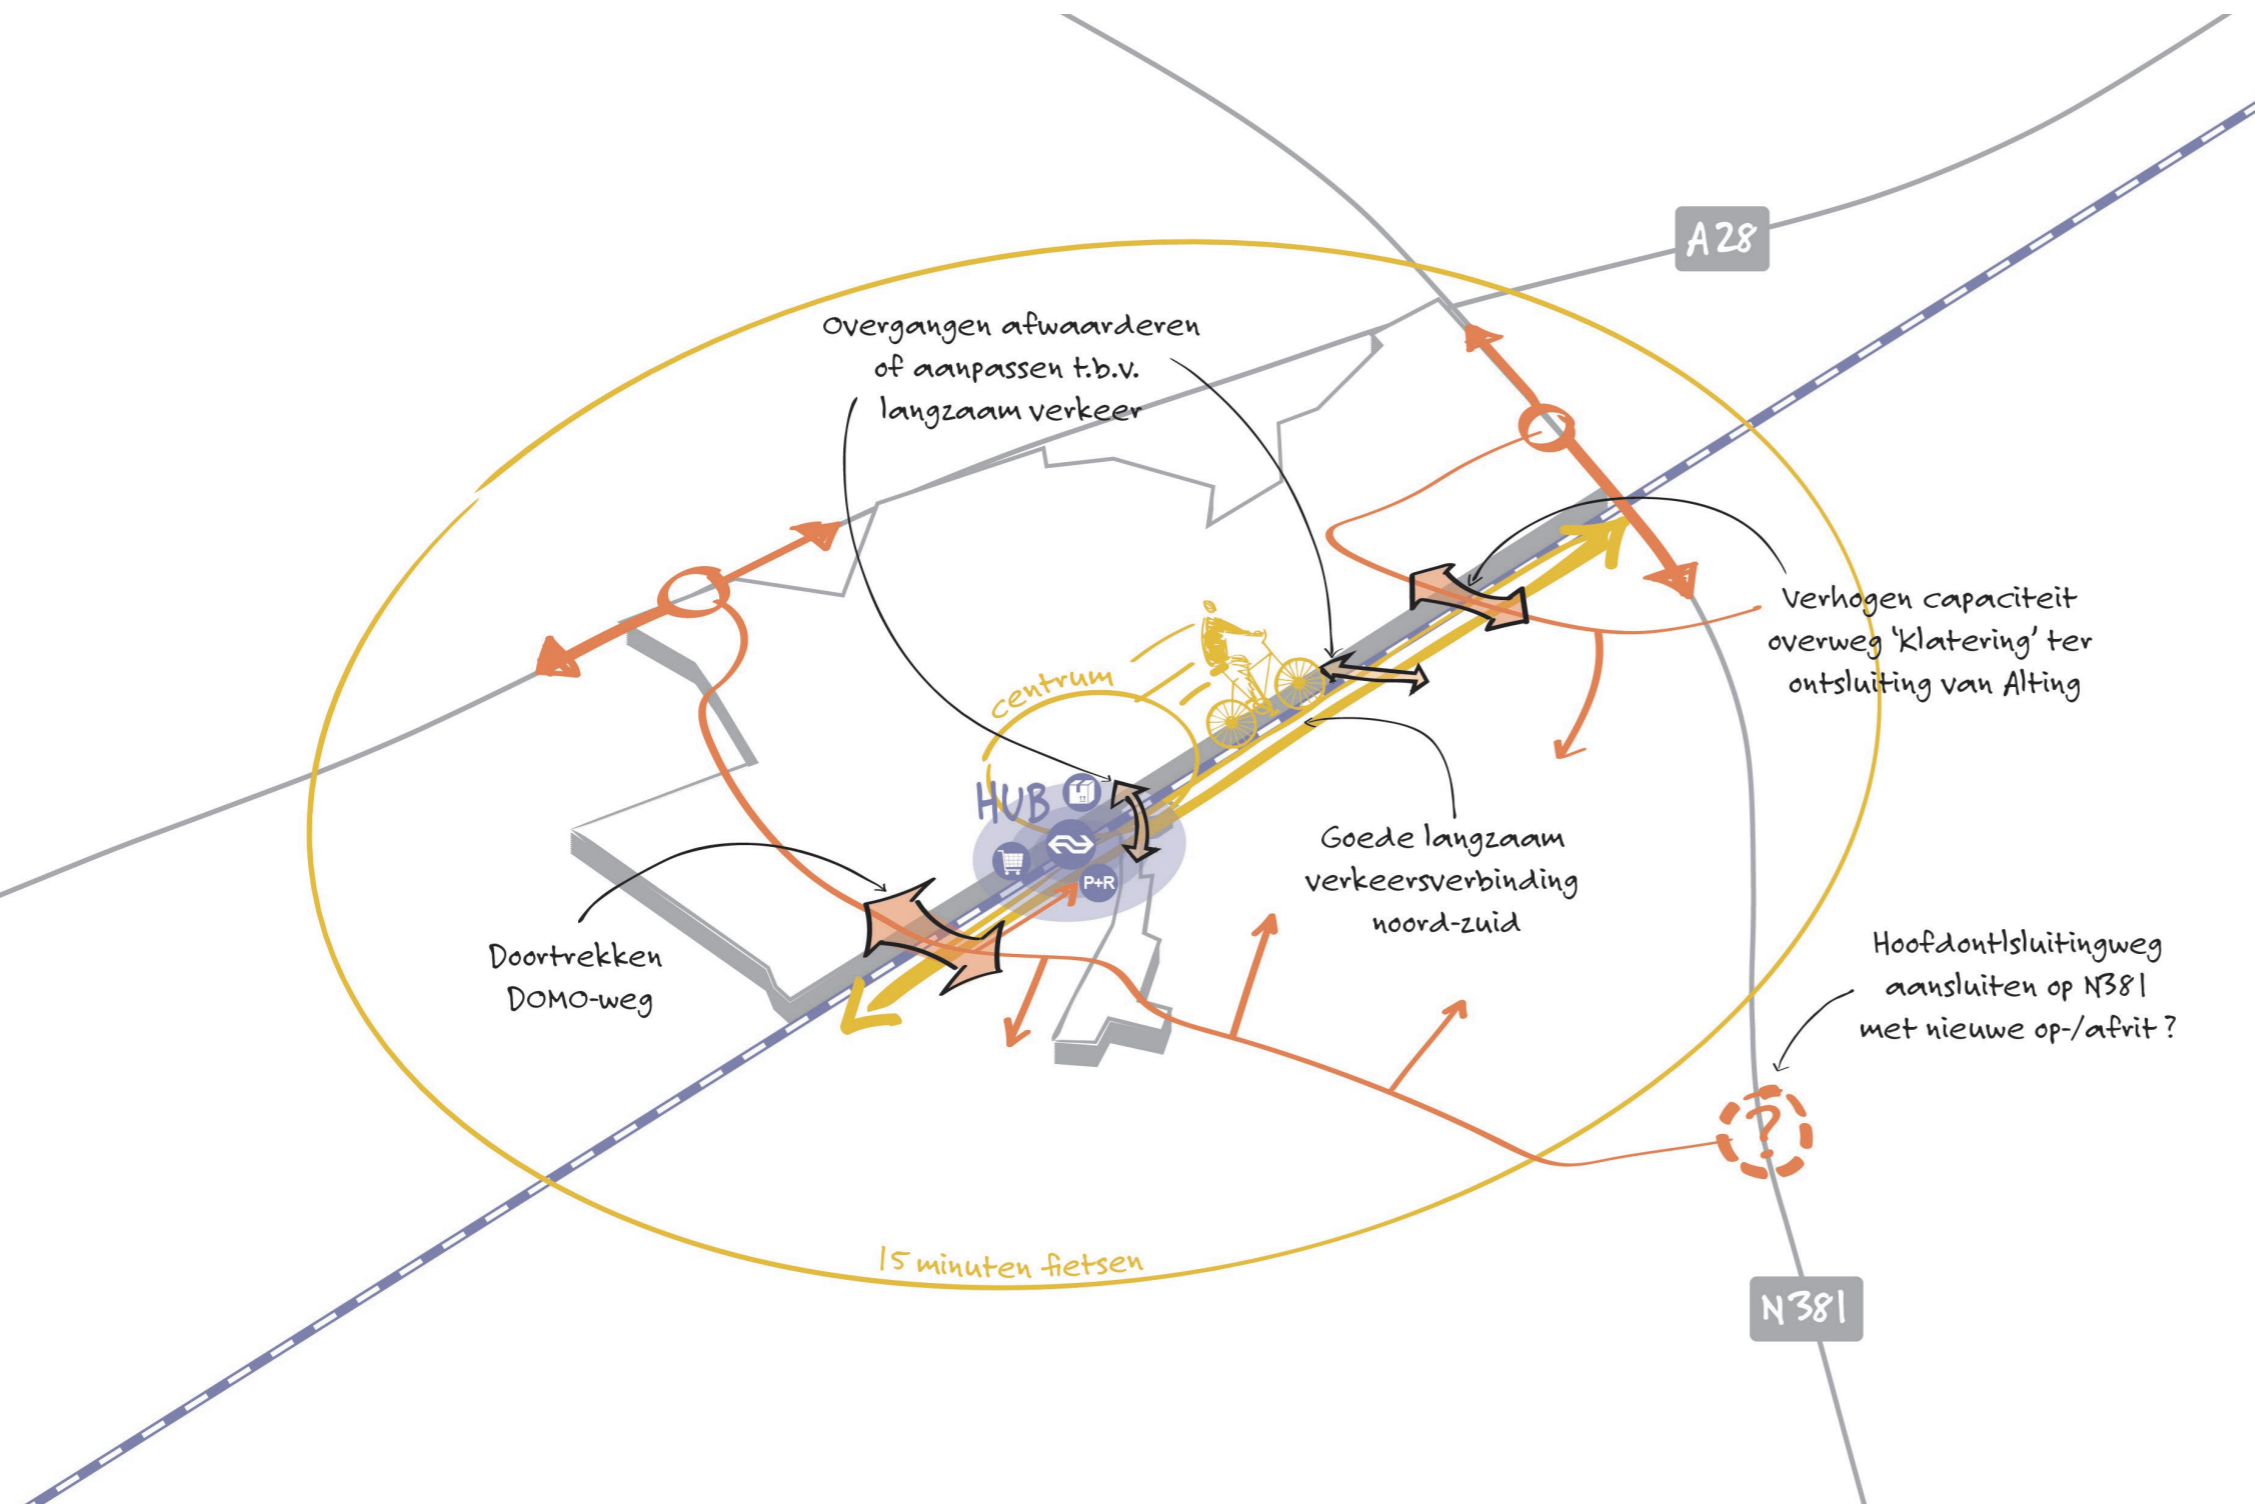 A28
Overgangen afwaarderen
of aanpassen t.b.v.
langzaam verkeer
Verhogen capaciteit
overweg 'Klatering' ter
ontsluiting van Alting
centrum
HUB
P+R
Goede langzaam
verkeersverbinding
noord-zuid
Doortrekken
DOMO-weg
Hoofdontlsluitingweg
aansluiten op N381
met nieuwe op-/afrit ?
?
15 minuten fietsen
N381